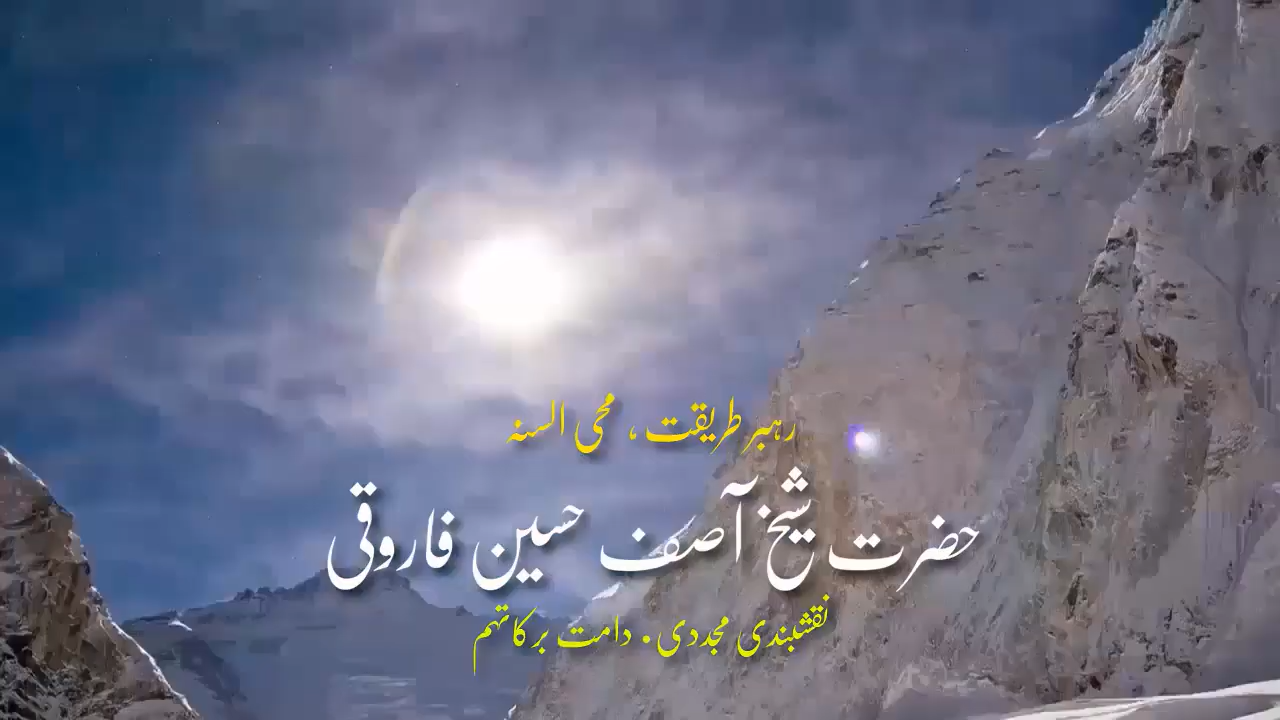 رہبر طریقت، محی السنہ
حضرت شیخ آصف حسین فاروقی
نقشبندی مجددی۔ دامت برکاتہم